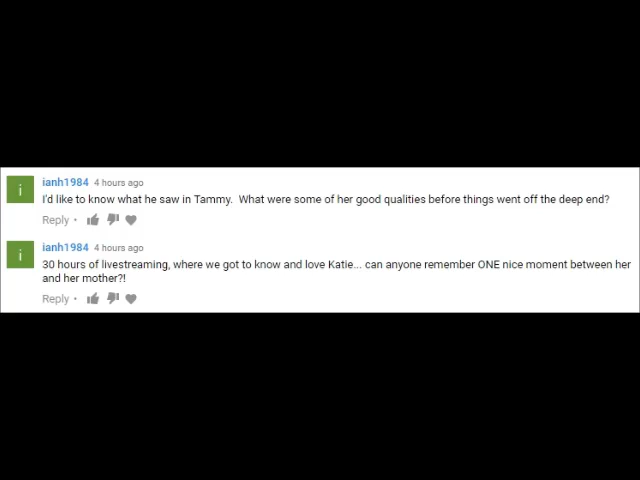 i
ianh1984 4 hours ago
I'd like to know what he saw in Tammy.  What were some of her good qualities before things went off the deep end?
Reply •
i
ianh1984 4 hours ago
30 hours of livestreaming, where we got to know and love Katie... can anyone remember ONE nice moment between her
and her mother?!
Reply •